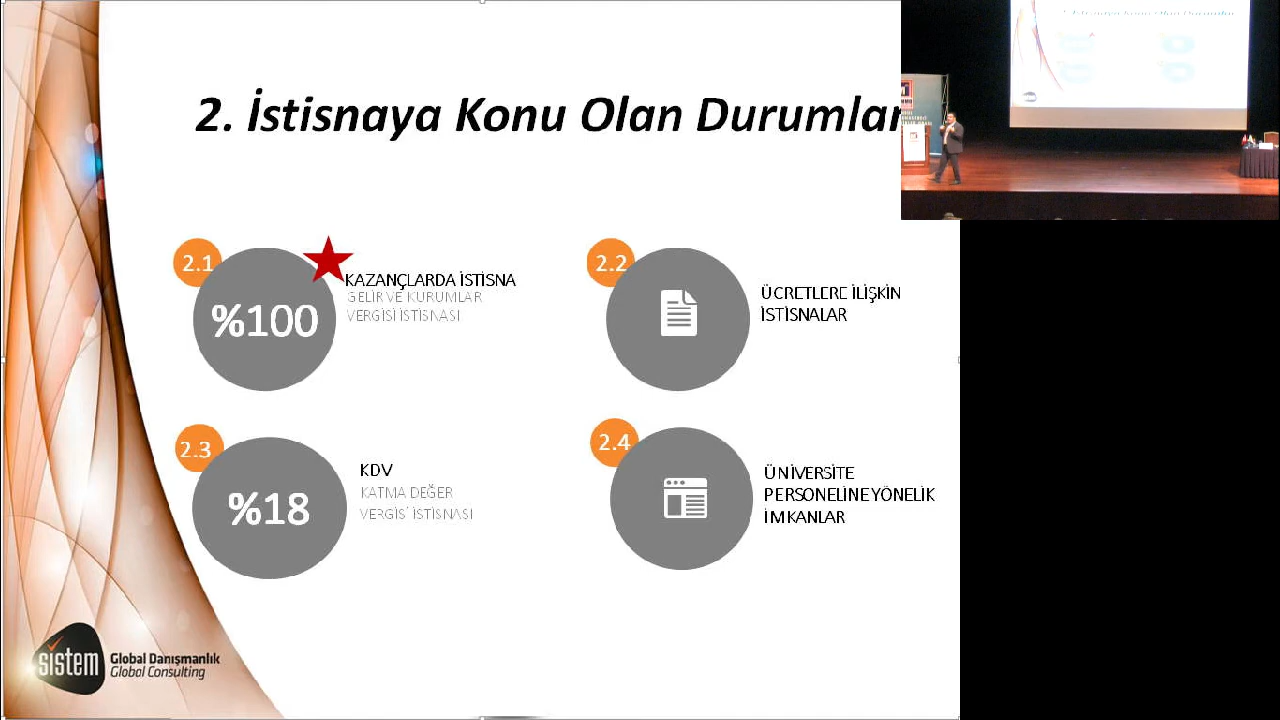 2. İstisnaya Konu Olan Durumlar
2.1
%100
KAZANÇLARDA İSTİSNA
GELİR VE KURUMLAR
VERGİSİ İSTİSNASI
2.2
ÜCRETLERE İLİŞKİN
İSTİSNALAR
2.3
%18
KDV
KATMA DEĞER
VERGİSİ İSTİSNASI
2.4
ÜNİVERSİTE
PERSONELİNE YÖNELİK
İMKANLAR
sistem
Global Danışmanlık
Global Consulting